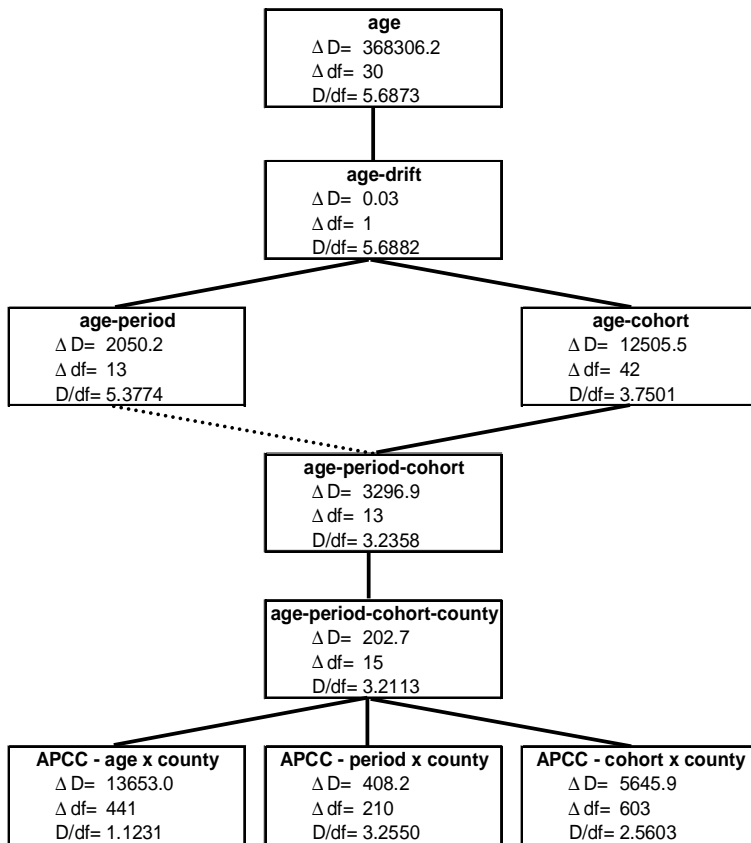 age
Δ D= 368306.2
Δ df= 30
D/df= 5.6873
age-drift
Δ D= 0.03
Δ df= 1
D/df= 5.6882
age-period
Δ D= 2050.2
Δ df= 13
D/df= 5.3774
age-cohort
Δ D= 12505.5
Δ df= 42
D/df= 3.7501
age-period-cohort
Δ D= 3296.9
Δ df= 13
D/df= 3.2358
age-period-cohort-county
Δ D= 202.7
Δ df= 15
D/df= 3.2113
APCC - age x county
Δ D= 13653.0
Δ df= 441
D/df= 1.1231
APCC - period x county
Δ D= 408.2
Δ df= 210
D/df= 3.2550
APCC - cohort x county
Δ D= 5645.9
Δ df= 603
D/df= 2.5603